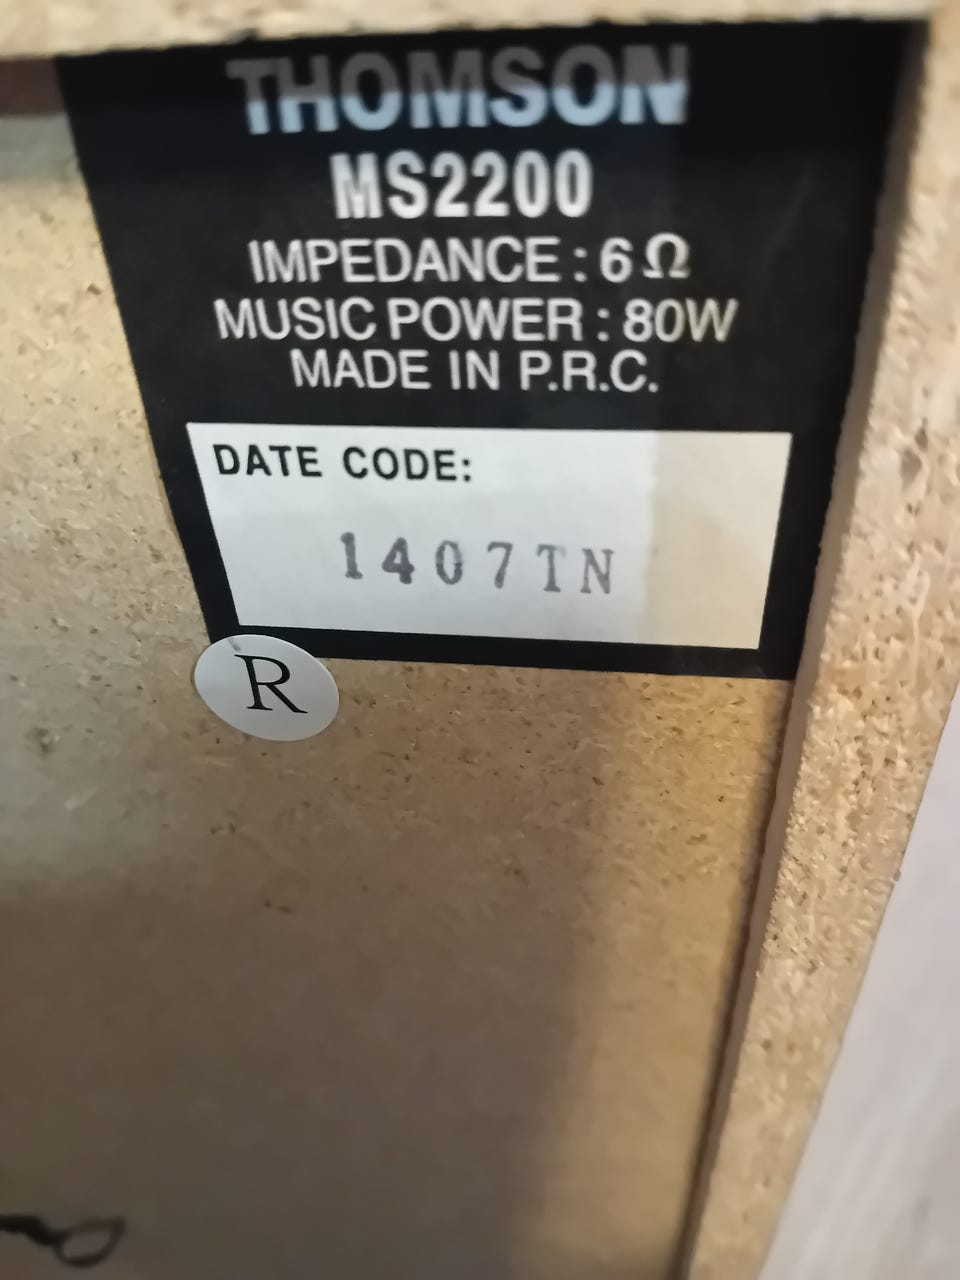 THOMSON
MS2200
IMPEDANCE : 6 Ω
MUSIC POWER : 80W
MADE IN P.R.C.
DATE CODE:
1407TN
R